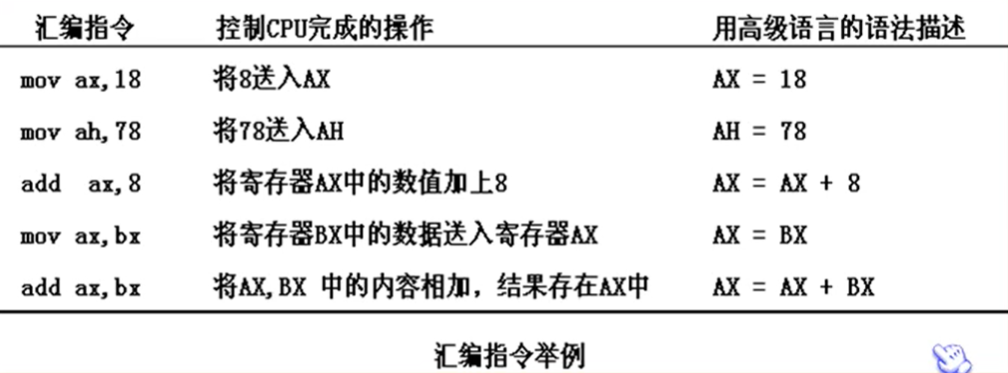 汇编指令 控制CPU完成的操作 用高级语言的语法描述
mov ax,18 将8送入AX AX = 18
mov ah,78 将78送入AH AH = 78
add ax,8 将寄存器AX中的数值加上8 AX = AX + 8
mov ax,bx 将寄存器BX中的数据送入寄存器AX AX = BX
add ax,bx 将AX,BX 中的内容相加，结果存在AX中 AX = AX + BX
汇编指令举例